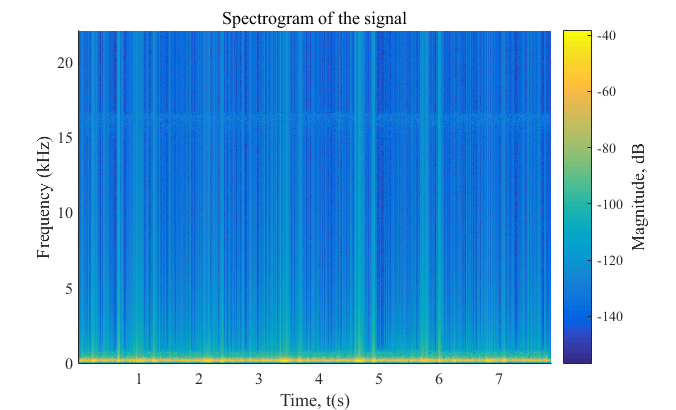 Spectrogram of the signal
20
15
10
5
0
Frequency (kHz)
1 2 3 4 5 6 7
Time, t(s)
-40
-60
-80
-100
-120
-140
Magnitude, dB